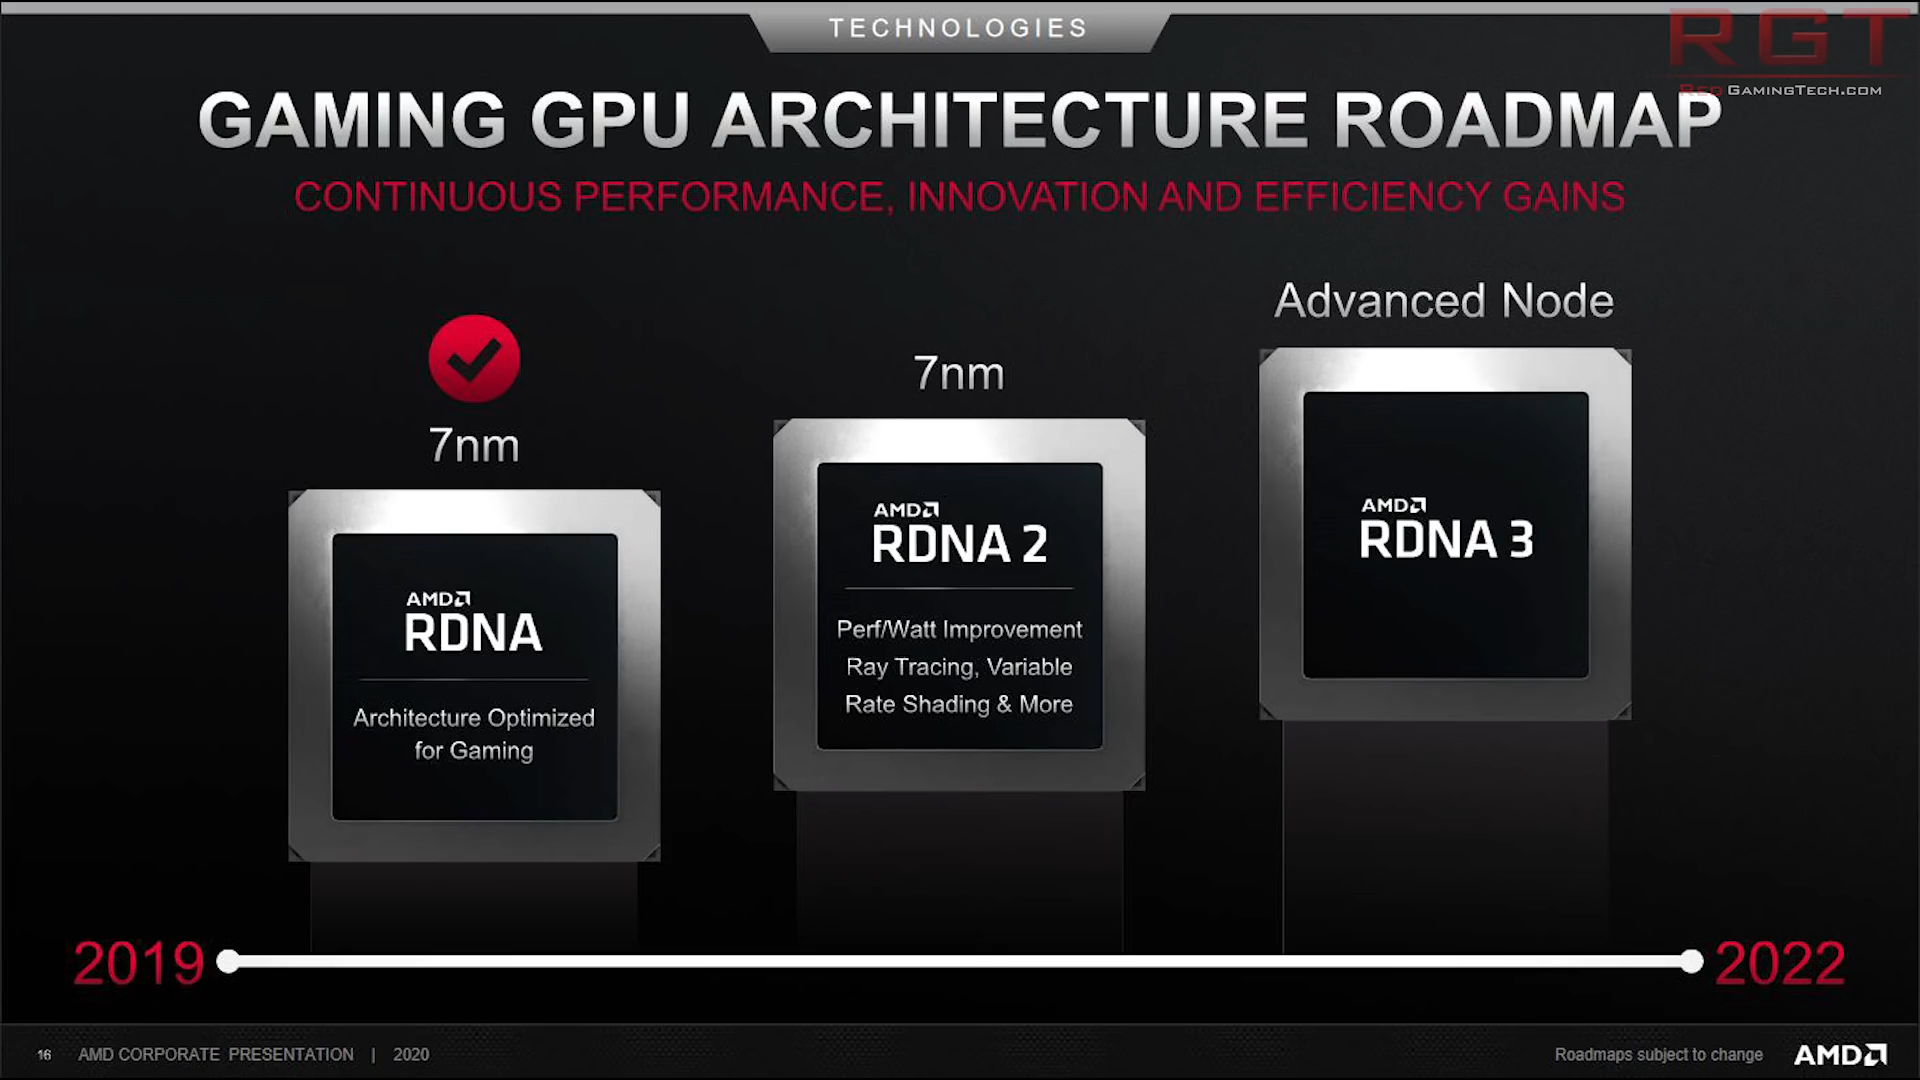 TECHNOLOGIES
RGT
RedGamingTech.com
GAMING GPU ARCHITECTURE ROADMAP
CONTINUOUS PERFORMANCE, INNOVATION AND EFFICIENCY GAINS
7nm
AMD
RDNA
Architecture Optimized
for Gaming
7nm
AMD
RDNA 2
Perf/Watt Improvement
Ray Tracing, Variable
Rate Shading & More
Advanced Node
AMD
RDNA 3
2019
2022
16 AMD CORPORATE PRESENTATION | 2020
Roadmaps subject to change
AMD